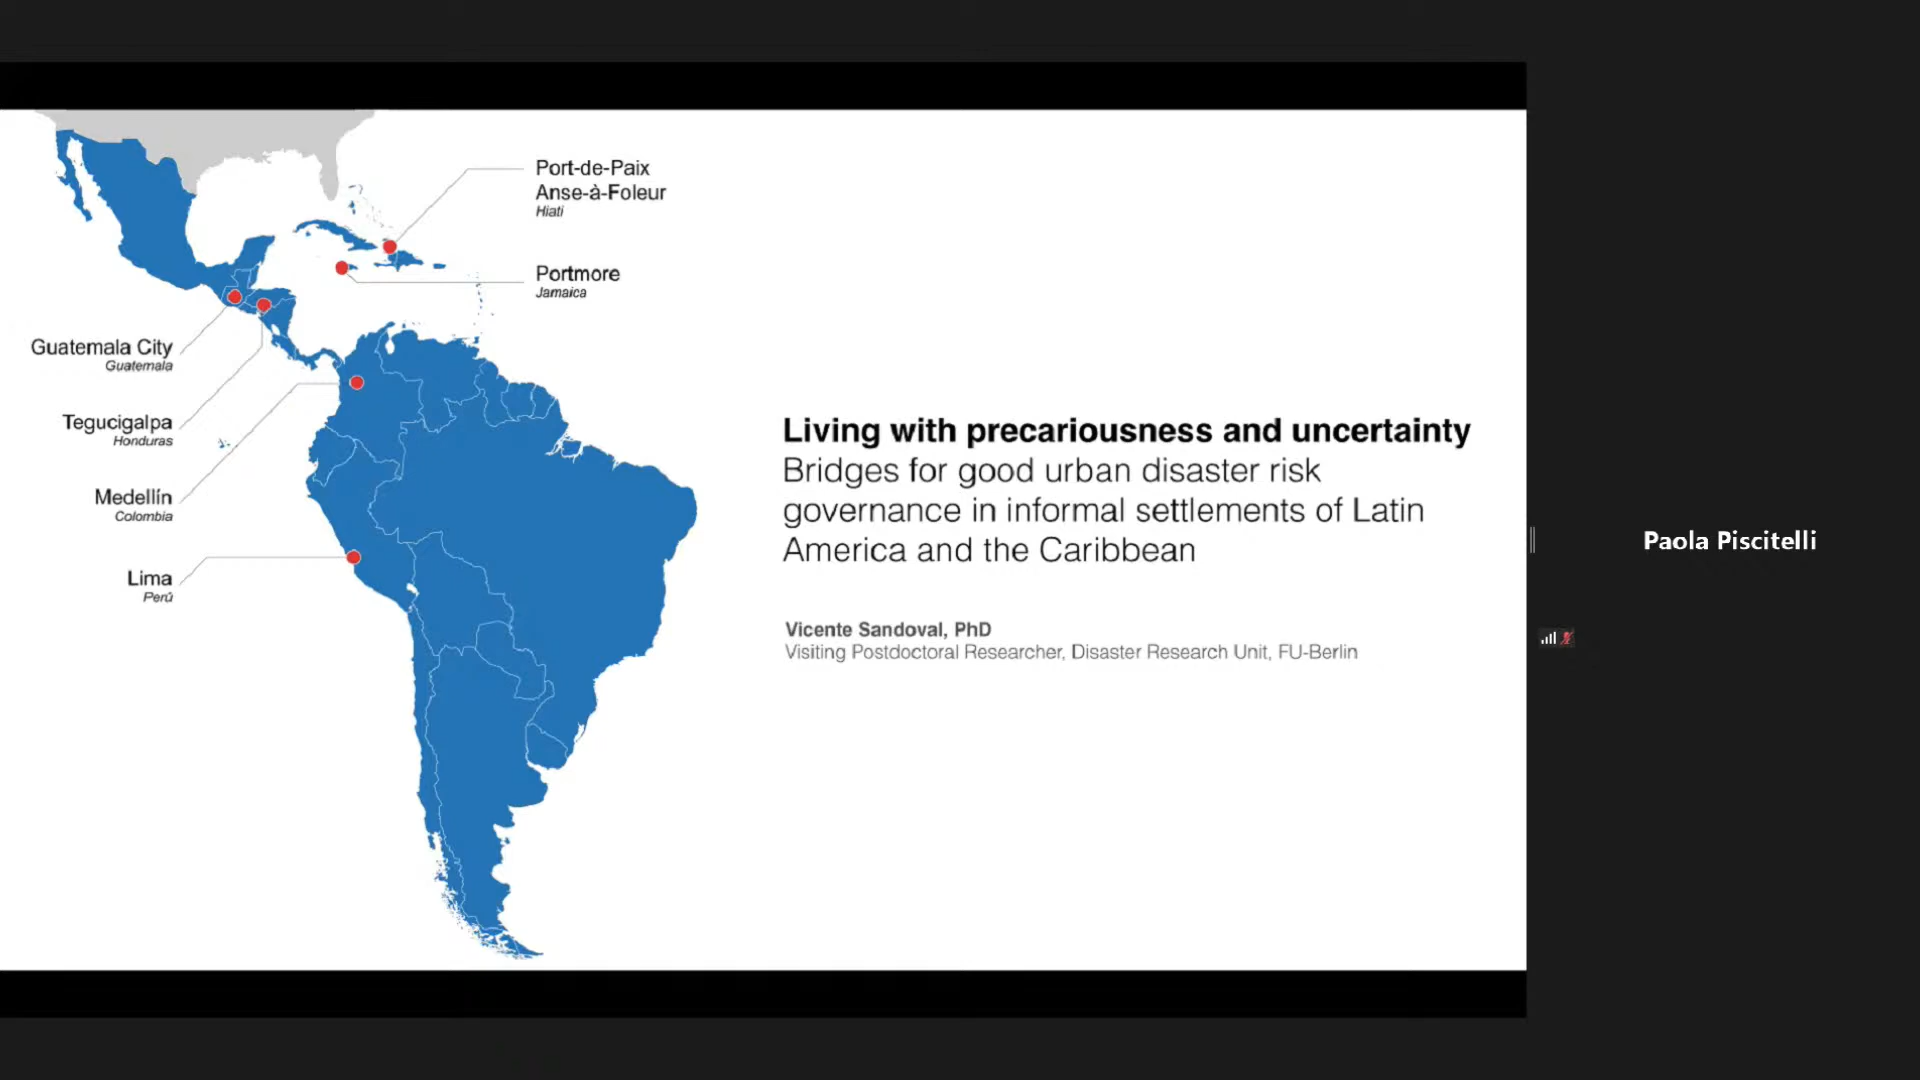 Port-de-Paix
Anse-à-Foleur
Hiati
Portmore
Jamaica
Guatemala City
Guatemala
Tegucigalpa
Honduras
Medellín
Colombia
Lima
Perú
Living with precariousness and uncertainty
Bridges for good urban disaster risk
governance in informal settlements of Latin
America and the Caribbean
Vicente Sandoval, PhD
Visiting Postdoctoral Researcher, Disaster Research Unit, FU-Berlin
Paola Piscitelli